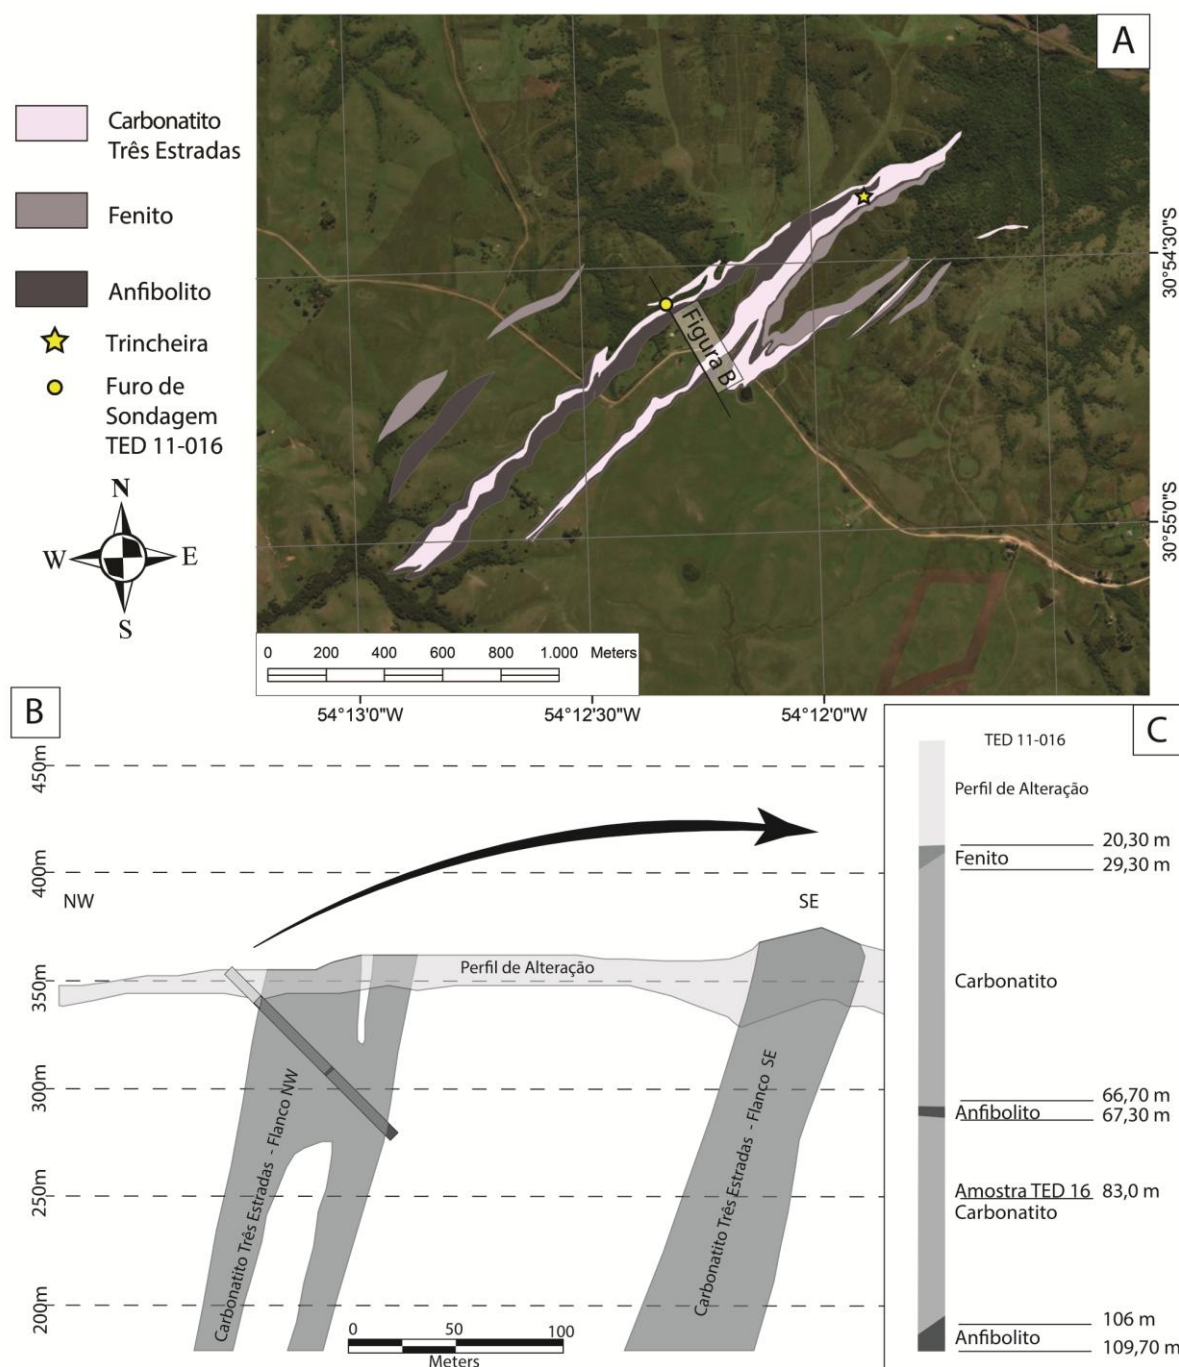 A
Carbonatito
Três Estradas
Fenito
Anfibolito
Trincheira
Furo de
Sondagem
TED 11-016
N
W
E
S
Figura B
30°54'30"S
30°55'0"S
0 200 400 600 800 1.000 Meters
54°13'0"W 54°12'30"W 54°12'0"W
B
450m
400m
350m
300m
250m
200m
NW
SE
Perfil de Alteração
Carbonatito Três Estradas - Flanco NW
Carbonatito Três Estradas - Flanco SE
0 50 100
Meters
C
TED 11-016
Perfil de Alteração
20,30 m
Fenito
29,30 m
Carbonatito
66,70 m
Anfibolito
67,30 m
Amostra TED 16 83,0 m
Carbonatito
106 m
Anfibolito
109,70 m